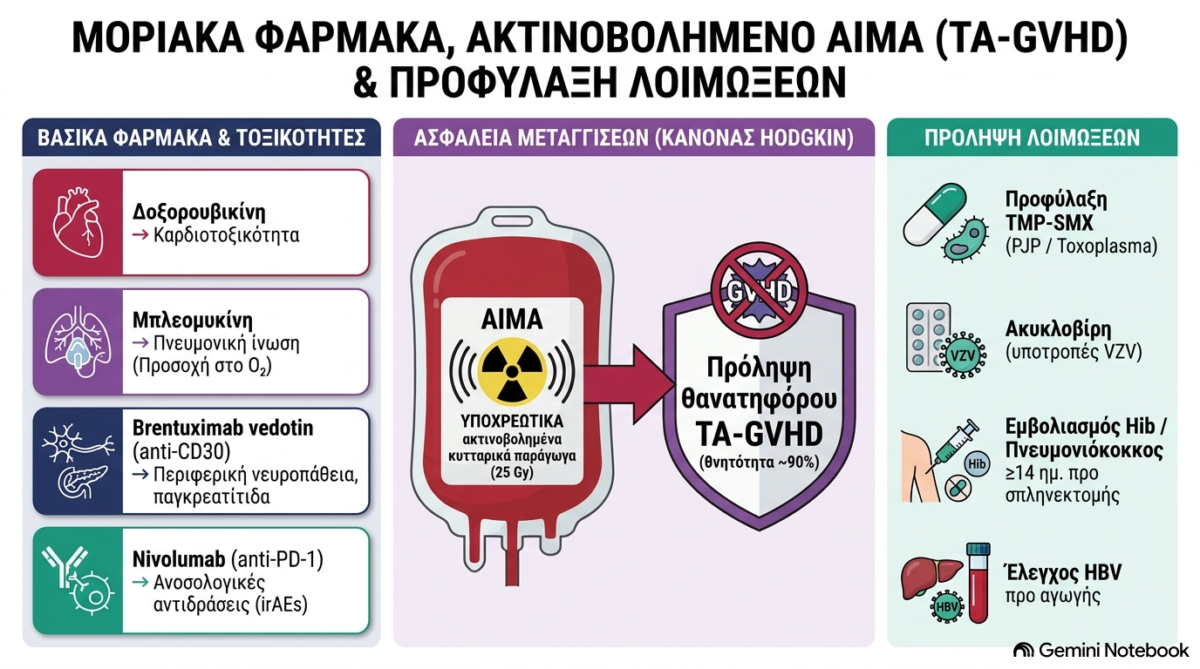 ΜΟΡΙΑΚΑ ΦΑΡΜΑΚΑ, ΑΚΤΙΝΟΒΟΛΗΜΕΝΟ ΑΙΜΑ (TA-GVHD)
& ΠΡΟΦΥΛΑΞΗ ΛΟΙΜΩΞΕΩΝ
ΒΑΣΙΚΑ ΦΑΡΜΑΚΑ & ΤΟΞΙΚΟΤΗΤΕΣ
Δοξορουβικίνη
→ Καρδιοτοξικότητα
Μπλεομυκίνη
→ Πνευμονική ίνωση
(Προσοχή στο O₂)
Brentuximab vedotin
(anti-CD30)
→ Περιφερική νευροπάθεια,
παγκρεατίτιδα
Nivolumab (anti-PD-1)
→ Ανοσολογικές
αντιδράσεις (irAEs)
ΑΣΦΑΛΕΙΑ ΜΕΤΑΓΓΙΣΕΩΝ (ΚΑΝΟΝΑΣ HODGKIN)
ΑΙΜΑ
ΥΠΟΧΡΕΩΤΙΚΑ
ακτινοβολημένα
κυτταρικά παράγωγα
(25 Gy)
GVHD
Πρόληψη
θανατηφόρου
TA-GVHD
(θνητότητα ~90%)
ΠΡΟΛΗΨΗ ΛΟΙΜΩΞΕΩΝ
Προφύλαξη
TMP-SMX
(PJP / Toxoplasma)
VZV
Ακυκλοβίρη
(υποτροπές VZV)
Hib
Εμβολιασμός Hib /
Πνευμονιόκοκκος
≥14 ημ. προ
σπληνεκτομής
HBV
Έλεγχος HBV
προ αγωγής
Gemini Notebook